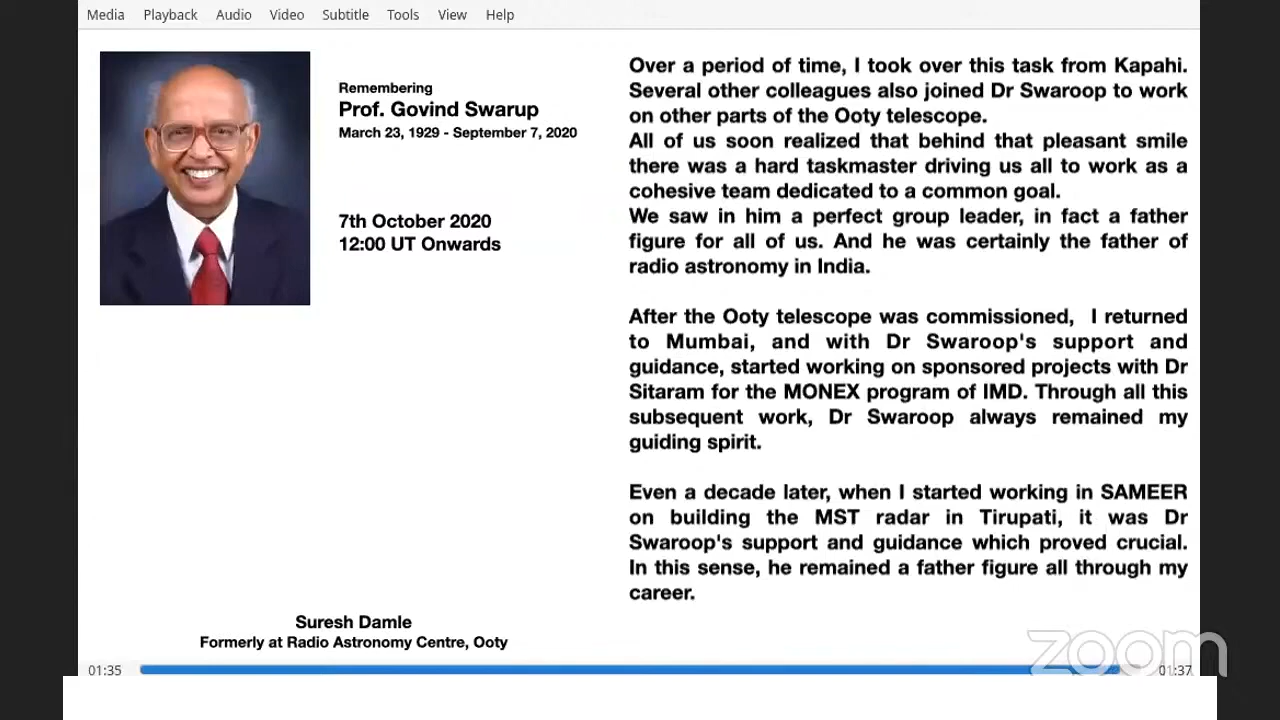 Media Playback Audio Video Subtitle Tools View Help
Remembering
Prof. Govind Swarup
March 23, 1929 - September 7, 2020
7th October 2020
12:00 UT Onwards
Over a period of time, I took over this task from Kapahi.
Several other colleagues also joined Dr Swaroop to work
on other parts of the Ooty telescope.
All of us soon realized that behind that pleasant smile
there was a hard taskmaster driving us all to work as a
cohesive team dedicated to a common goal.
We saw in him a perfect group leader, in fact a father
figure for all of us. And he was certainly the father of
radio astronomy in India.
After the Ooty telescope was commissioned, I returned
to Mumbai, and with Dr Swaroop's support and
guidance, started working on sponsored projects with Dr
Sitaram for the MONEX program of IMD. Through all this
subsequent work, Dr Swaroop always remained my
guiding spirit.
Even a decade later, when I started working in SAMEER
on building the MST radar in Tirupati, it was Dr
Swaroop's support and guidance which proved crucial.
In this sense, he remained a father figure all through my
career.
Suresh Damle
Formerly at Radio Astronomy Centre, Ooty
zoom
01:35 01:37